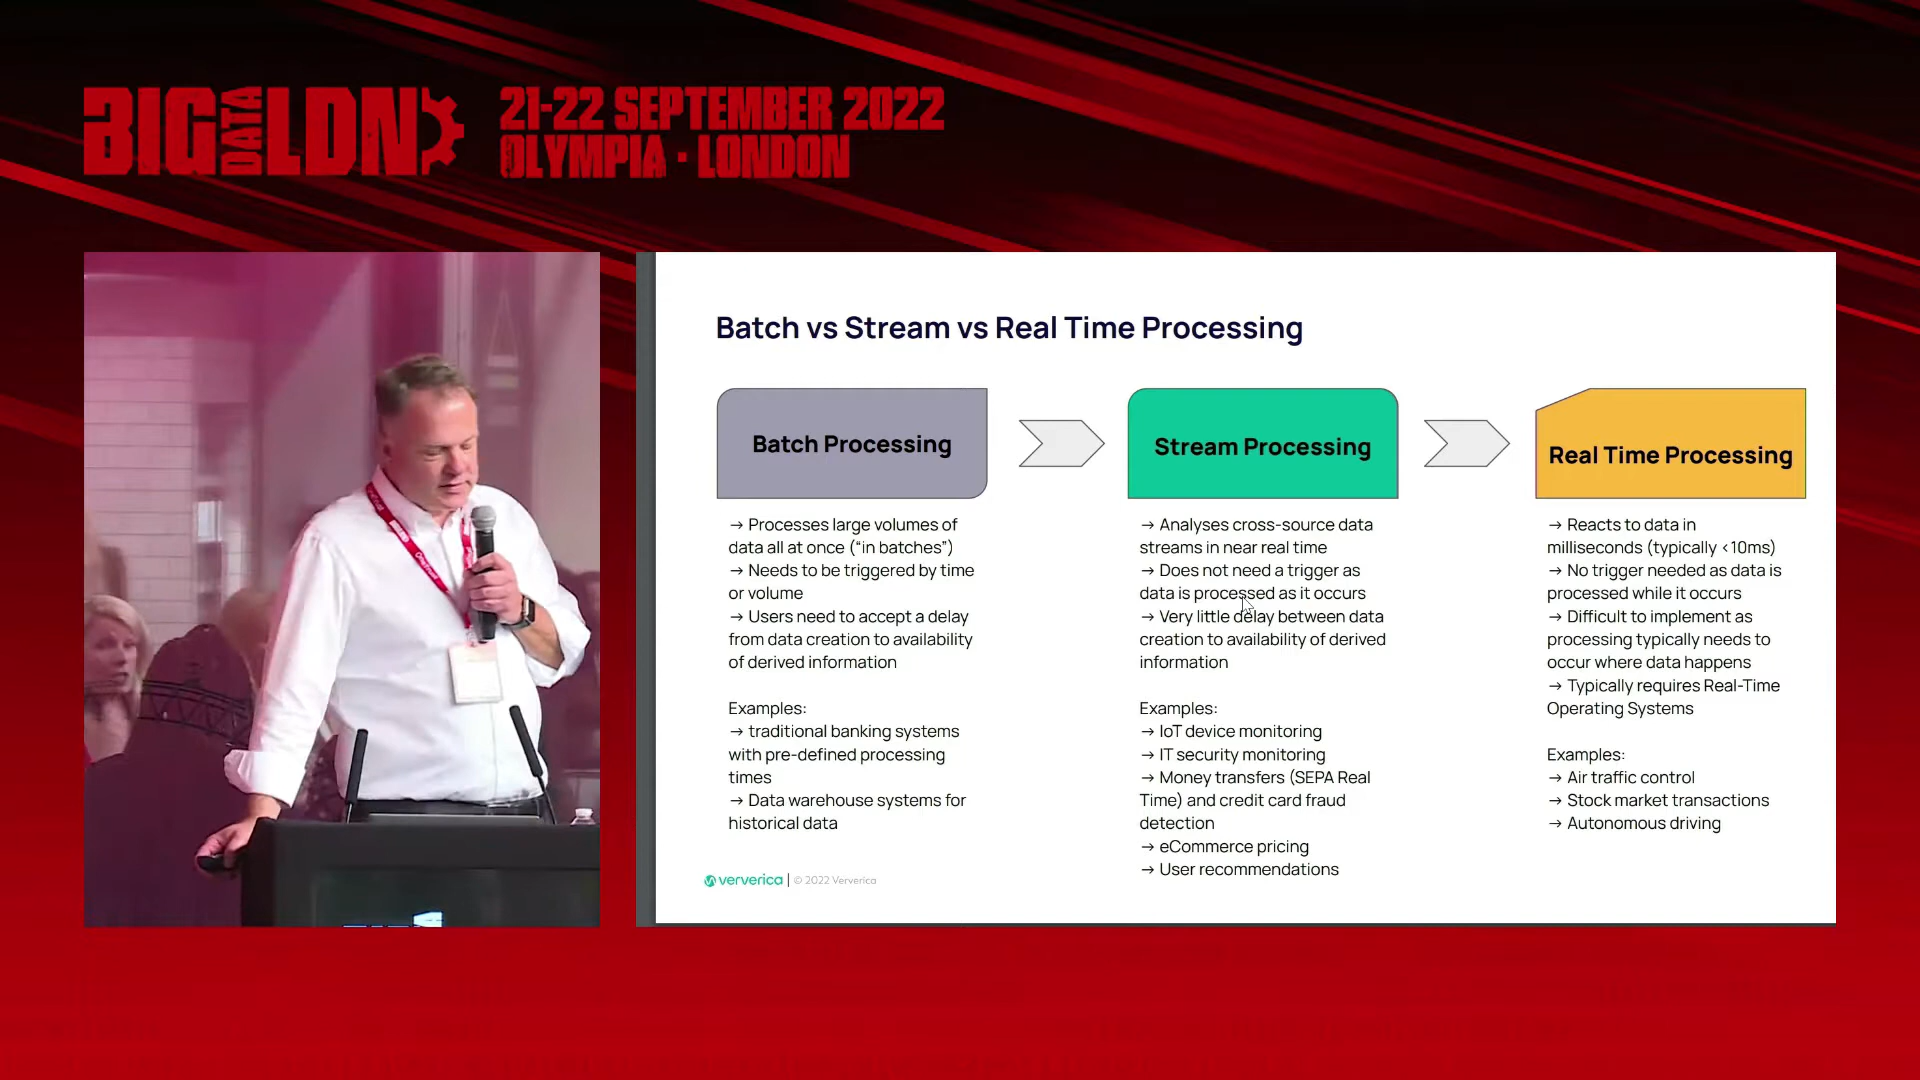 BIG DATA LDN
21-22 SEPTEMBER 2022
OLYMPIA · LONDON
Batch vs Stream vs Real Time Processing
Batch Processing
→ Processes large volumes of
data all at once (“in batches”)
→ Needs to be triggered by time
or volume
→ Users need to accept a delay
from data creation to availability
of derived information
Examples:
→ traditional banking systems
with pre-defined processing
times
→ Data warehouse systems for
historical data
Stream Processing
→ Analyses cross-source data
streams in near real time
→ Does not need a trigger as
data is processed as it occurs
→ Very little delay between data
creation to availability of derived
information
Examples:
→ IoT device monitoring
→ IT security monitoring
→ Money transfers (SEPA Real
Time) and credit card fraud
detection
→ eCommerce pricing
→ User recommendations
Real Time Processing
→ Reacts to data in
milliseconds (typically <10ms)
→ No trigger needed as data is
processed while it occurs
→ Difficult to implement as
processing typically needs to
occur where data happens
→ Typically requires Real-Time
Operating Systems
Examples:
→ Air traffic control
→ Stock market transactions
→ Autonomous driving
ververica | © 2022 Ververica